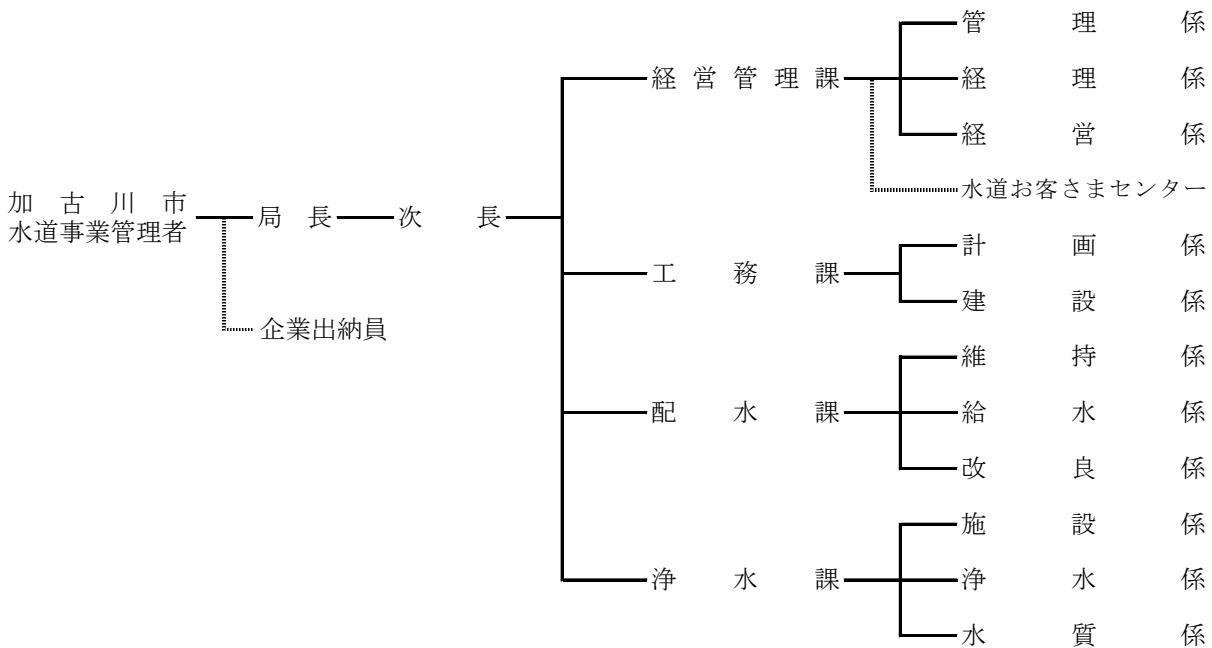 管理係
経営管理課
経理係
経営係
水道お客さまセンター
加古川市
水道事業管理者
局長
次長
計画係
工務課
建設係
企業出納員
維持係
配水課
給水係
改良係
施設係
浄水課
浄水係
水質係